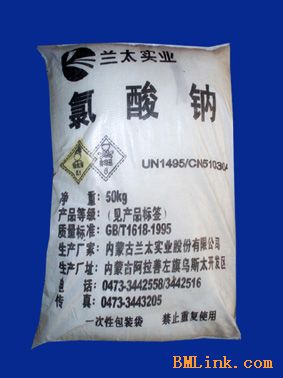 兰太实业
氯酸钠
5.1
6
UN1495/CN51030A
净    重：50kg
产品等级：（见产品标签）
质量标准：GB/T1618-1995
生产厂家：内蒙古兰太实业股份有限公司
生产厂址：内蒙古阿拉善左旗乌斯太开发区
电    话：0473-3442558/3442516
传    真：0473-3443205
一次性包装袋    禁止重复使用
BMLink.com